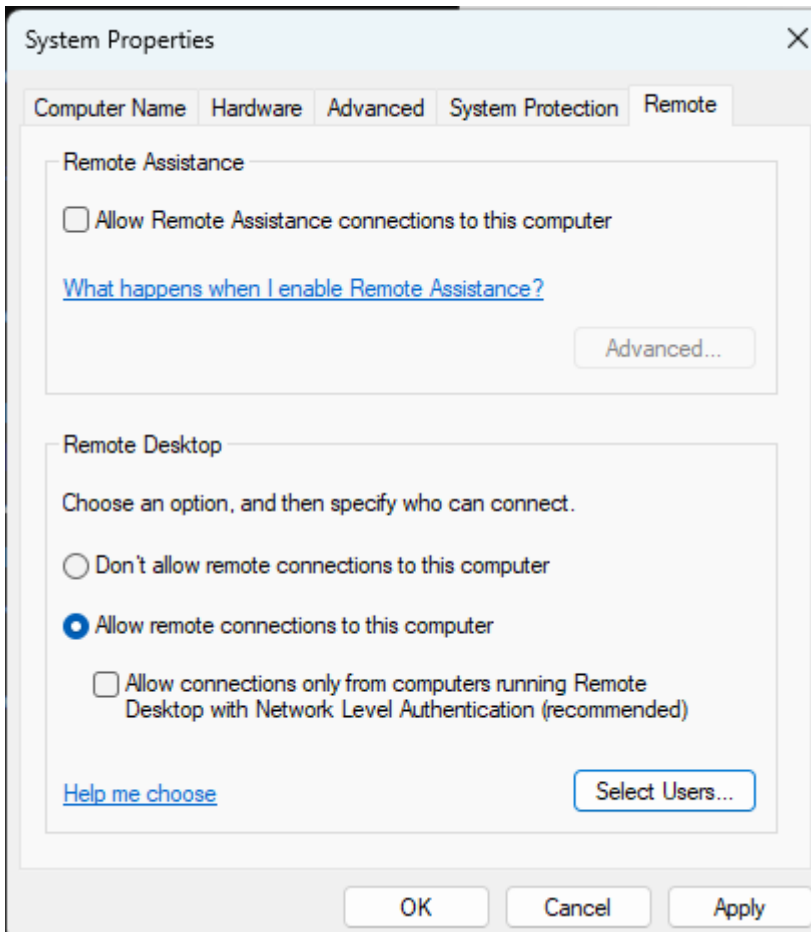 System Properties
Computer Name Hardware Advanced System Protection Remote
Remote Assistance
Allow Remote Assistance connections to this computer
What happens when I enable Remote Assistance?
Advanced...
Remote Desktop
Choose an option, and then specify who can connect.
Don't allow remote connections to this computer
Allow remote connections to this computer
Allow connections only from computers running Remote
Desktop with Network Level Authentication (recommended)
Help me choose
Select Users...
OK Cancel Apply